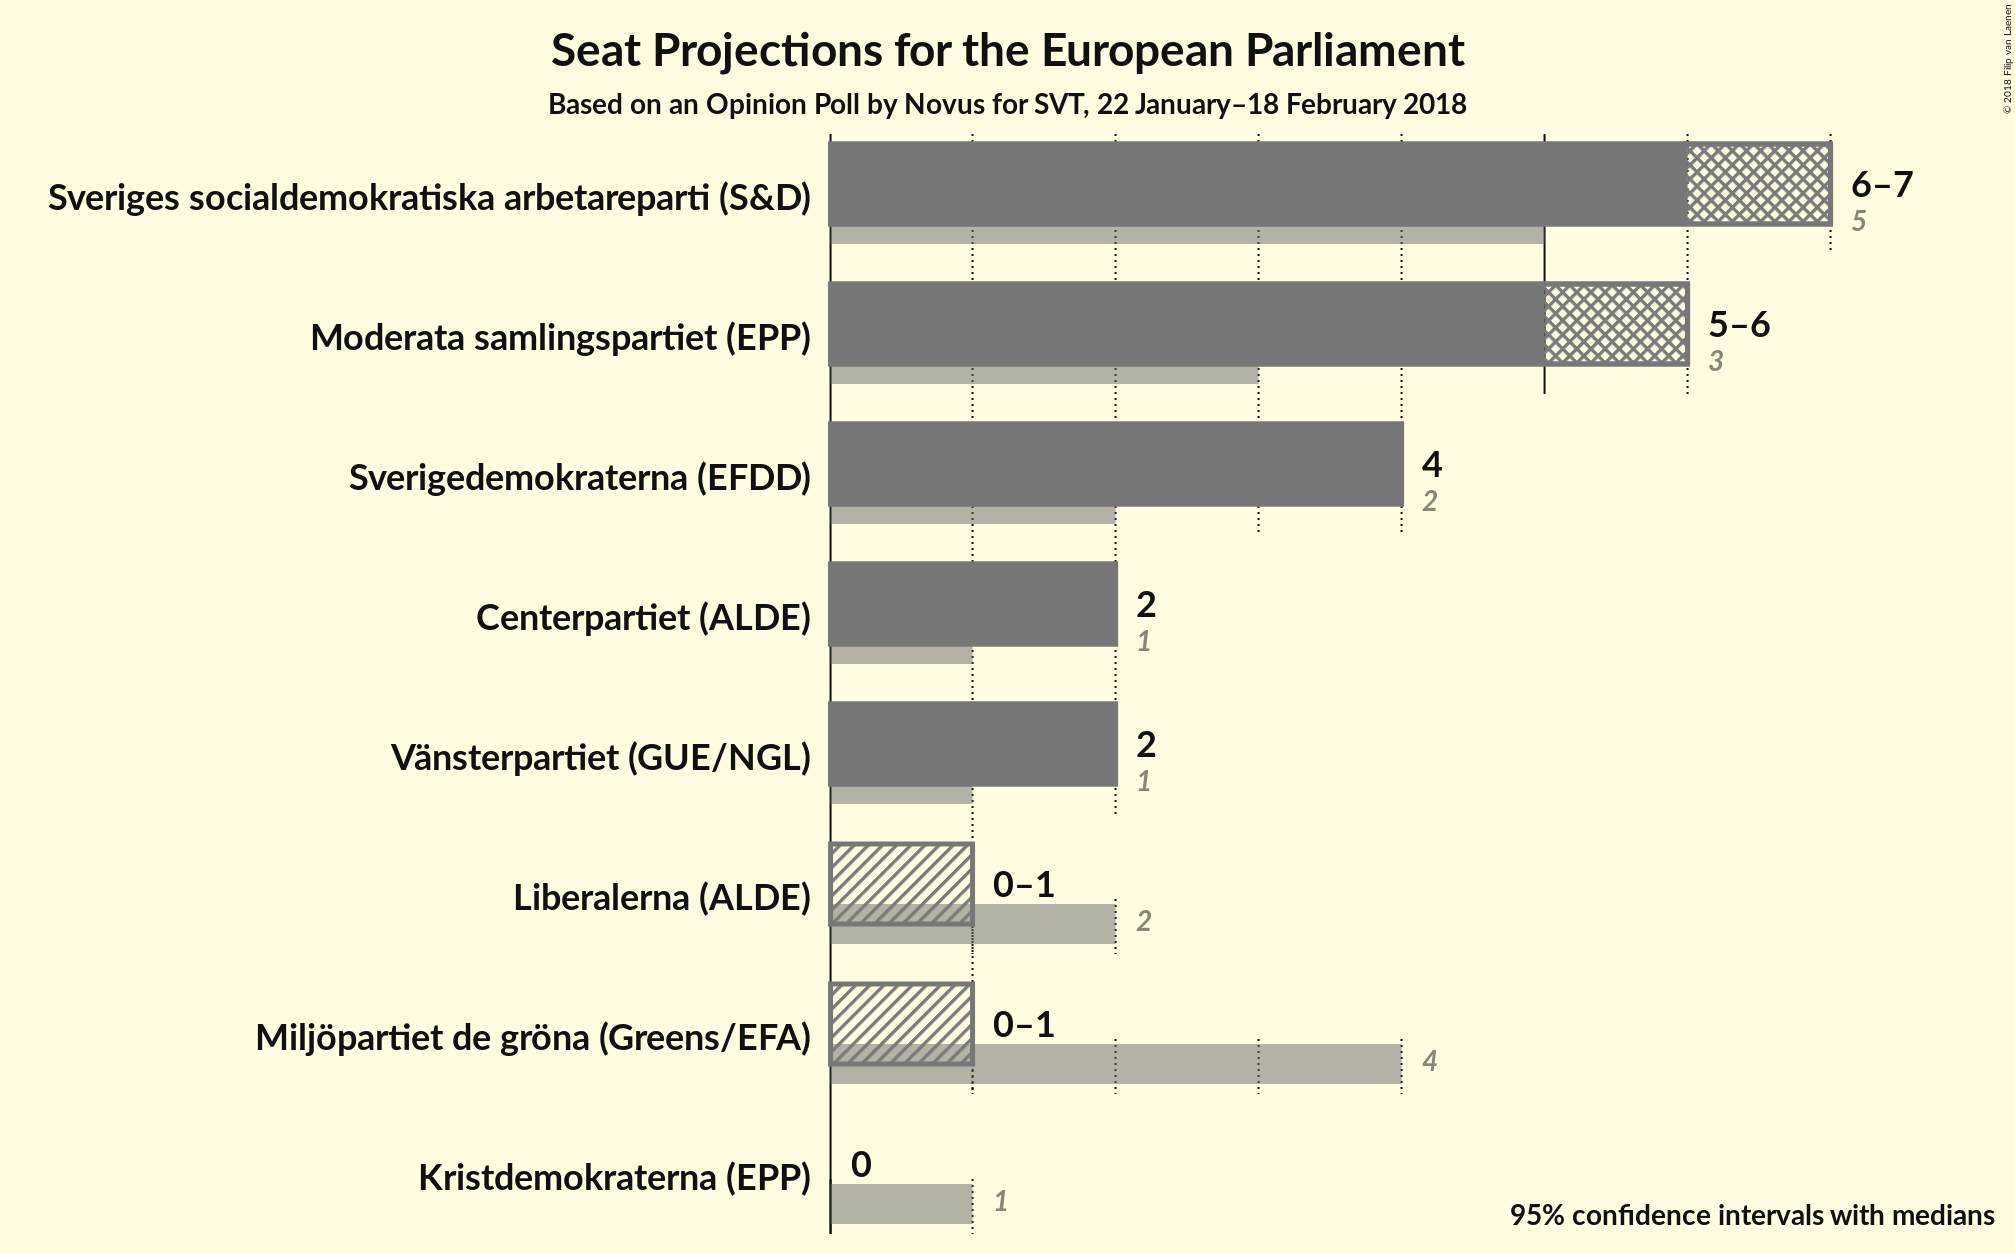 Seat Projections for the European Parliament
Based on an Opinion Poll by Novus for SVT, 22 January–18 February 2018
© 2018 Filip van Laenen
Sveriges socialdemokratiska arbetareparti (S&D)
6–7
5
Moderata samlingspartiet (EPP)
5–6
3
Sverigedemokraterna (EFDD)
4
2
Centerpartiet (ALDE)
2
1
Vänsterpartiet (GUE/NGL)
2
1
Liberalerna (ALDE)
0–1
2
Miljöpartiet de gröna (Greens/EFA)
0–1
4
Kristdemokraterna (EPP)
0
1
95% confidence intervals with medians